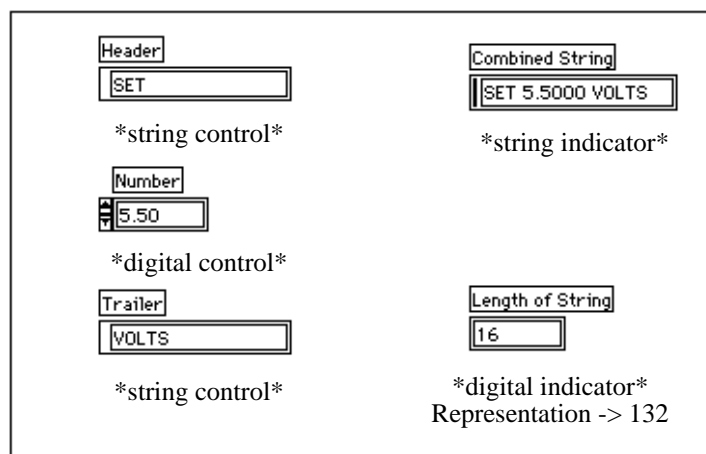 Header
SET
*string control*
Number
5.50
*digital control*
Trailer
VOLTS
*string control*
Combined String
SET 5.5000 VOLTS
*string indicator*
Length of String
16
*digital indicator*
Representation -> 132